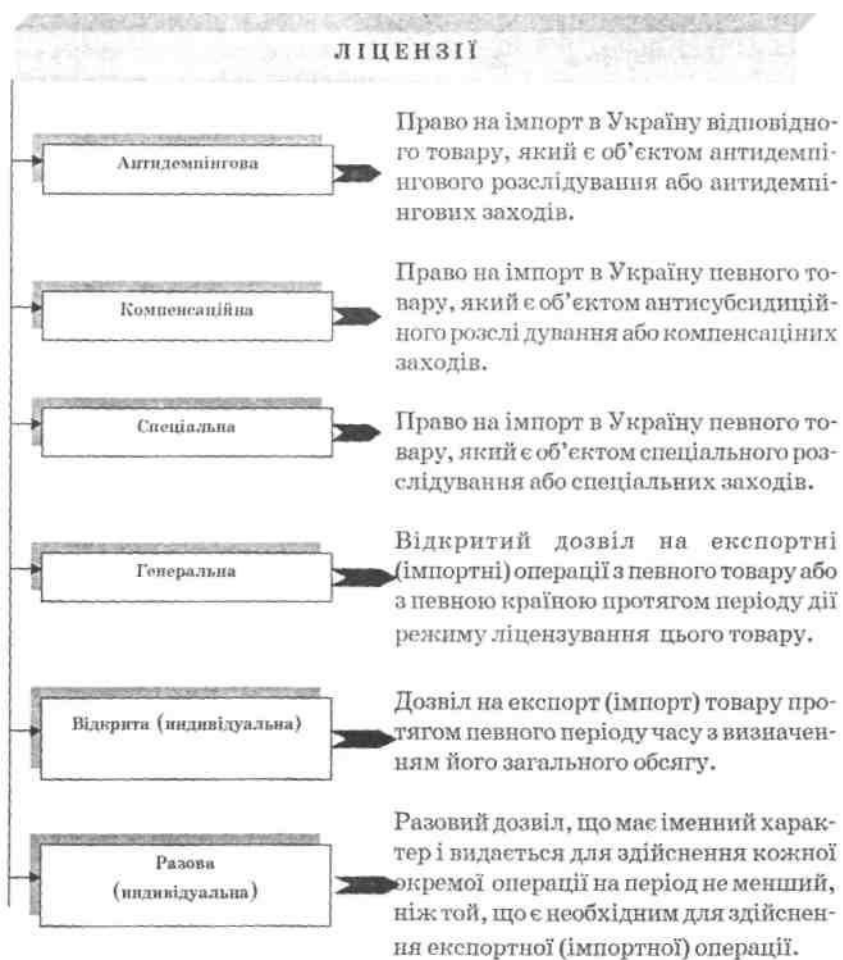 ЛІЦЕНЗІЇ
Антидемпінгова
Право на імпорт в Україну відповідно-
го товару, який є об’єктом антидемпі-
нгового розслідування або антидемпі-
нгових заходів.
Компенсаційна
Право на імпорт в Україну певного то-
вару, який є об’єктом антисубсидицій-
ного розслі дування або компенсаціних
заходів.
Спеціальна
Право на імпорт в Україну певного то-
вару, який є об’єктом спеціального роз-
слідування або спеціальних заходів.
Генеральна
Відкритий дозвіл на експортні
(імпортні) операції з певного товару або
з певною країною протягом періоду дії
режиму ліцензування цього товару.
Відкрита (индивідуальна)
Дозвіл на експорт (імпорт) товару про-
тягом певного періоду часу з визначен-
ням його загального обсягу.
Разова
(индивідуальна)
Разовий дозвіл, що має іменний харак-
тер і видається для здійснення кожної
окремої операції на період не менший,
ніж той, що є необхідним для здійснен-
ня експортної (імпортної) операції.